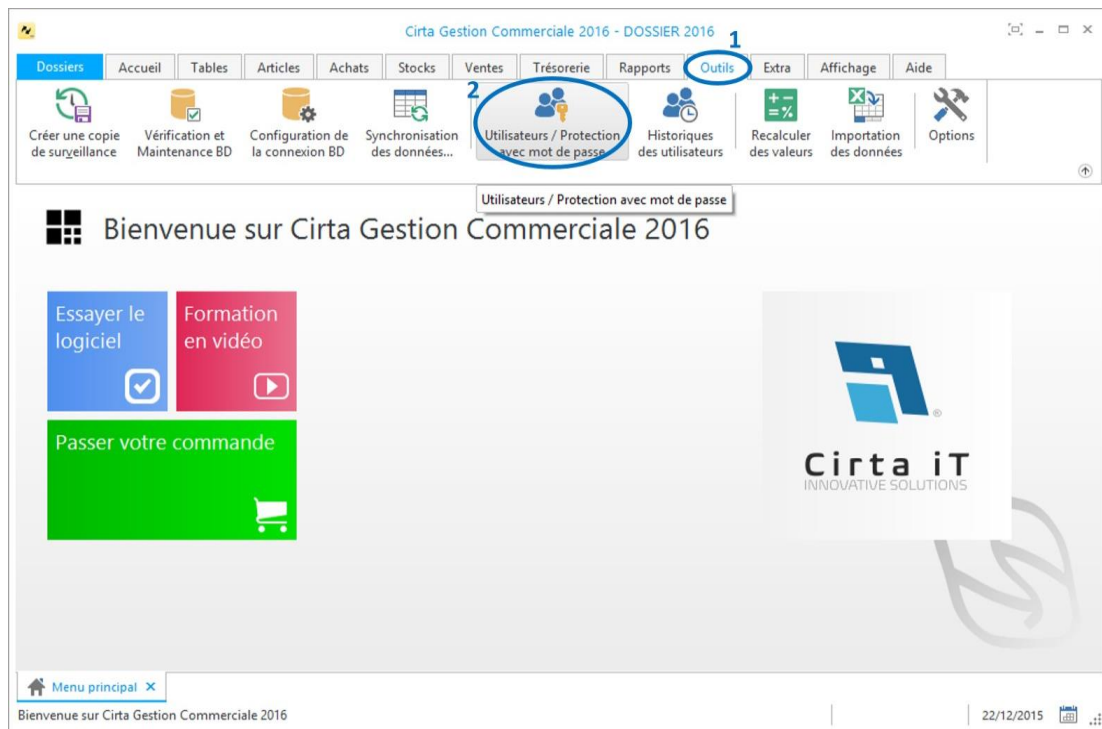 Cirta Gestion Commerciale 2016 - DOSSIER 2016
1
Dossiers Accueil Tables Articles Achats Stocks Ventes Trésorerie Rapports Outils Extra Affichage Aide
2
Créer une copie
de surveillance
Vérification et
Maintenance BD
Configuration de
la connexion BD
Synchronisation
des données...
Utilisateurs / Protection
avec mot de passe
Historiques
des utilisateurs
Recalculer
des valeurs
Importation
des données
Options
Utilisateurs / Protection avec mot de passe
Bienvenue sur Cirta Gestion Commerciale 2016
Essayer le
logiciel
Formation
en vidéo
Passer votre commande
Cirta iT
INNOVATIVE SOLUTIONS
Menu principal
Bienvenue sur Cirta Gestion Commerciale 2016
22/12/2015